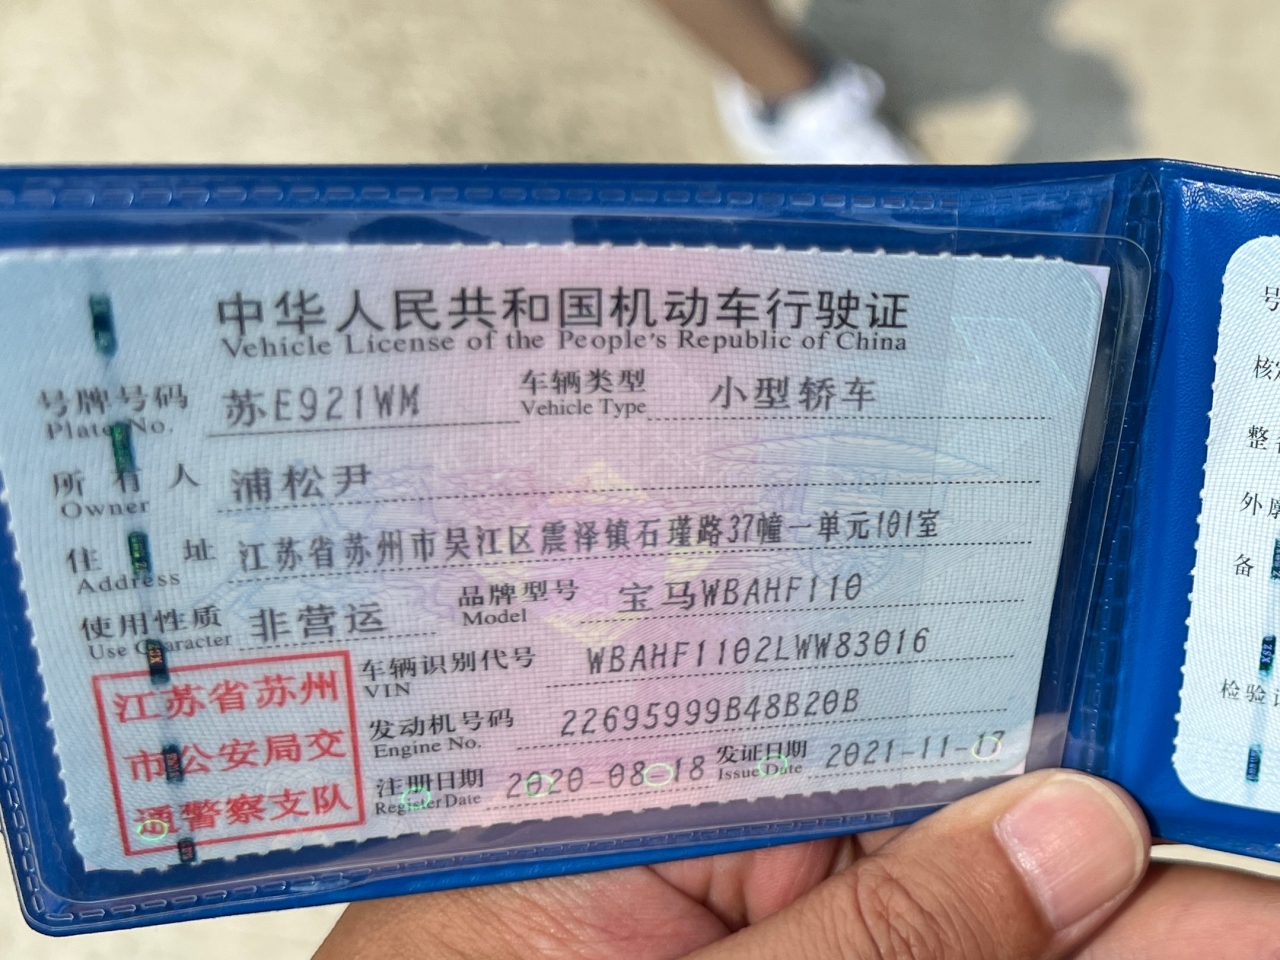 中华人民共和国机动车行驶证
Vehicle License of the People's Republic of China
号牌号码 苏E921WM 车辆类型 小型轿车
Plate No. Vehicle Type
所有人 浦松尹
Owner
住址 江苏省苏州市吴江区震泽镇石瑾路37幢一单元101室
Address
使用性质 非营运 品牌型号 宝马WBAHF110
Use Character Model
车辆识别代号 WBAHF1102LWW83016
VIN
发动机号码 22695999B48B20B
Engine No.
注册日期 2020-08-18 发证日期 2021-11-17
Register Date Issue Date
江苏省苏州
市公安局交
通警察支队
号
核定
整备
外廓
备
检验